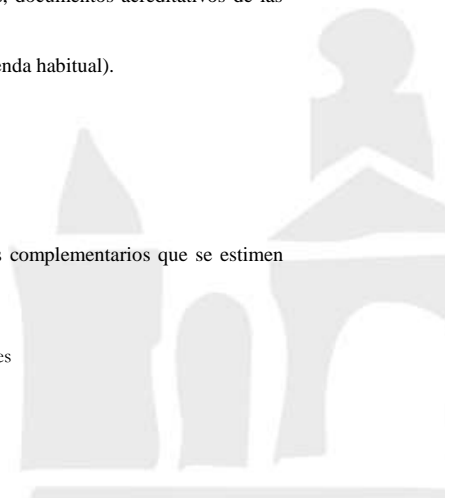 documentos acreditativos de las
enda habitual).
complementarios que se estimen
es